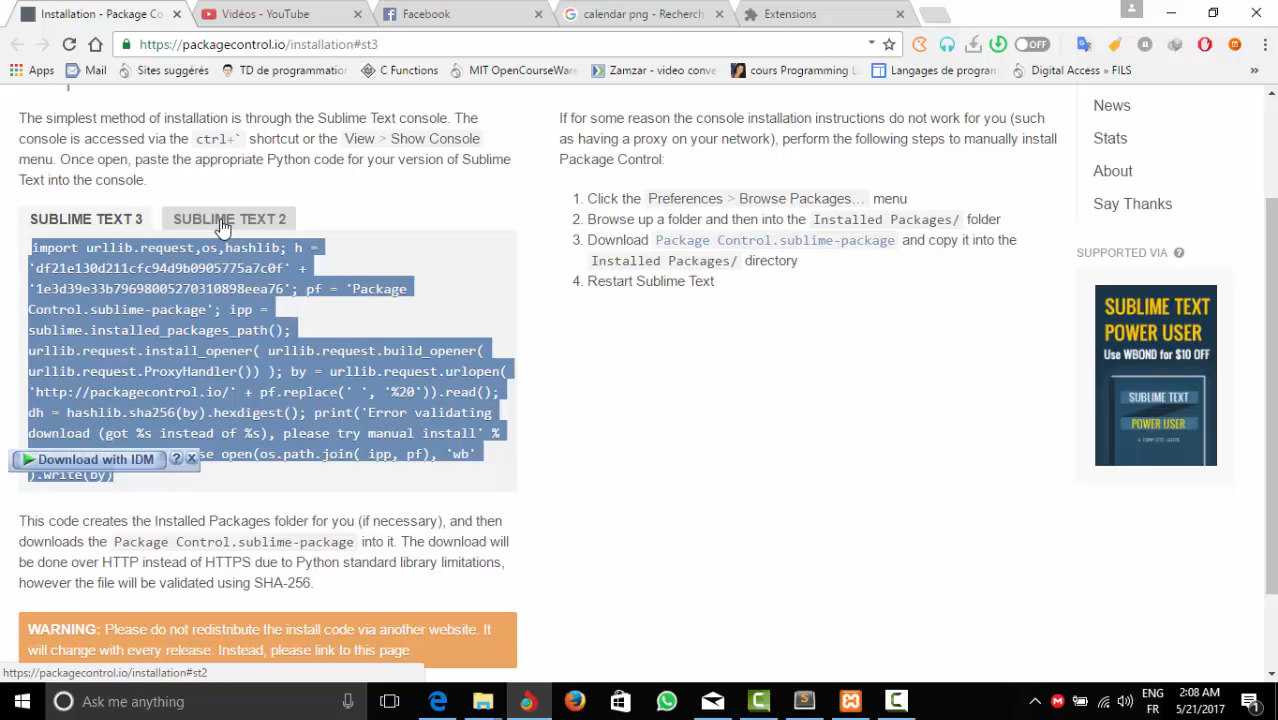 Installation - Package Co
Vidéos - YouTube
Facebook
calendar png - Recherch
Extensions
https://packagecontrol.io/installation#st3
OFF
Apps
Mail
Sites suggérés
TD de programmation
C Functions
MIT OpenCourseWare
Zamzar - video conve
cours Programming L
Langages de program
Digital Access » FILS
»
The simplest method of installation is through the Sublime Text console. The
console is accessed via the ctrl+` shortcut or the View > Show Console
menu. Once open, paste the appropriate Python code for your version of Sublime
Text into the console.
SUBLIME TEXT 3
SUBLIME TEXT 2
import urllib.request,os,hashlib; h =
'df21e130d211cfc94d9b0905775a7c0f' +
'1e3d39e33b79698005270310898eea76'; pf = 'Package
Control.sublime-package'; ipp =
sublime.installed_packages_path();
urllib.request.install_opener( urllib.request.build_opener(
urllib.request.ProxyHandler()) ); by = urllib.request.urlopen(
'http://packagecontrol.io/' + pf.replace(' ', '%20')).read();
dh = hashlib.sha256(by).hexdigest(); print('Error validating
download (got %s instead of %s), please try manual install' %
se open(os.path.join( ipp, pf), 'wb'
Download with IDM
?
).write(by)
This code creates the Installed Packages folder for you (if necessary), and then
downloads the Package Control.sublime-package into it. The download will
be done over HTTP instead of HTTPS due to Python standard library limitations,
however the file will be validated using SHA-256.
WARNING: Please do not redistribute the install code via another website. It
will change with every release. Instead, please link to this page.
https://packagecontrol.io/installation#st2
If for some reason the console installation instructions do not work for you (such
as having a proxy on your network), perform the following steps to manually install
Package Control:
1. Click the Preferences > Browse Packages… menu
2. Browse up a folder and then into the Installed Packages/ folder
3. Download Package Control.sublime-package and copy it into the
Installed Packages/ directory
4. Restart Sublime Text
News
Stats
About
Say Thanks
SUPPORTED VIA ?
SUBLIME TEXT
POWER USER
Use WBOND for $10 OFF
SUBLIME TEXT
POWER USER
Ask me anything
ENG
FR
2:08 AM
5/21/2017
1